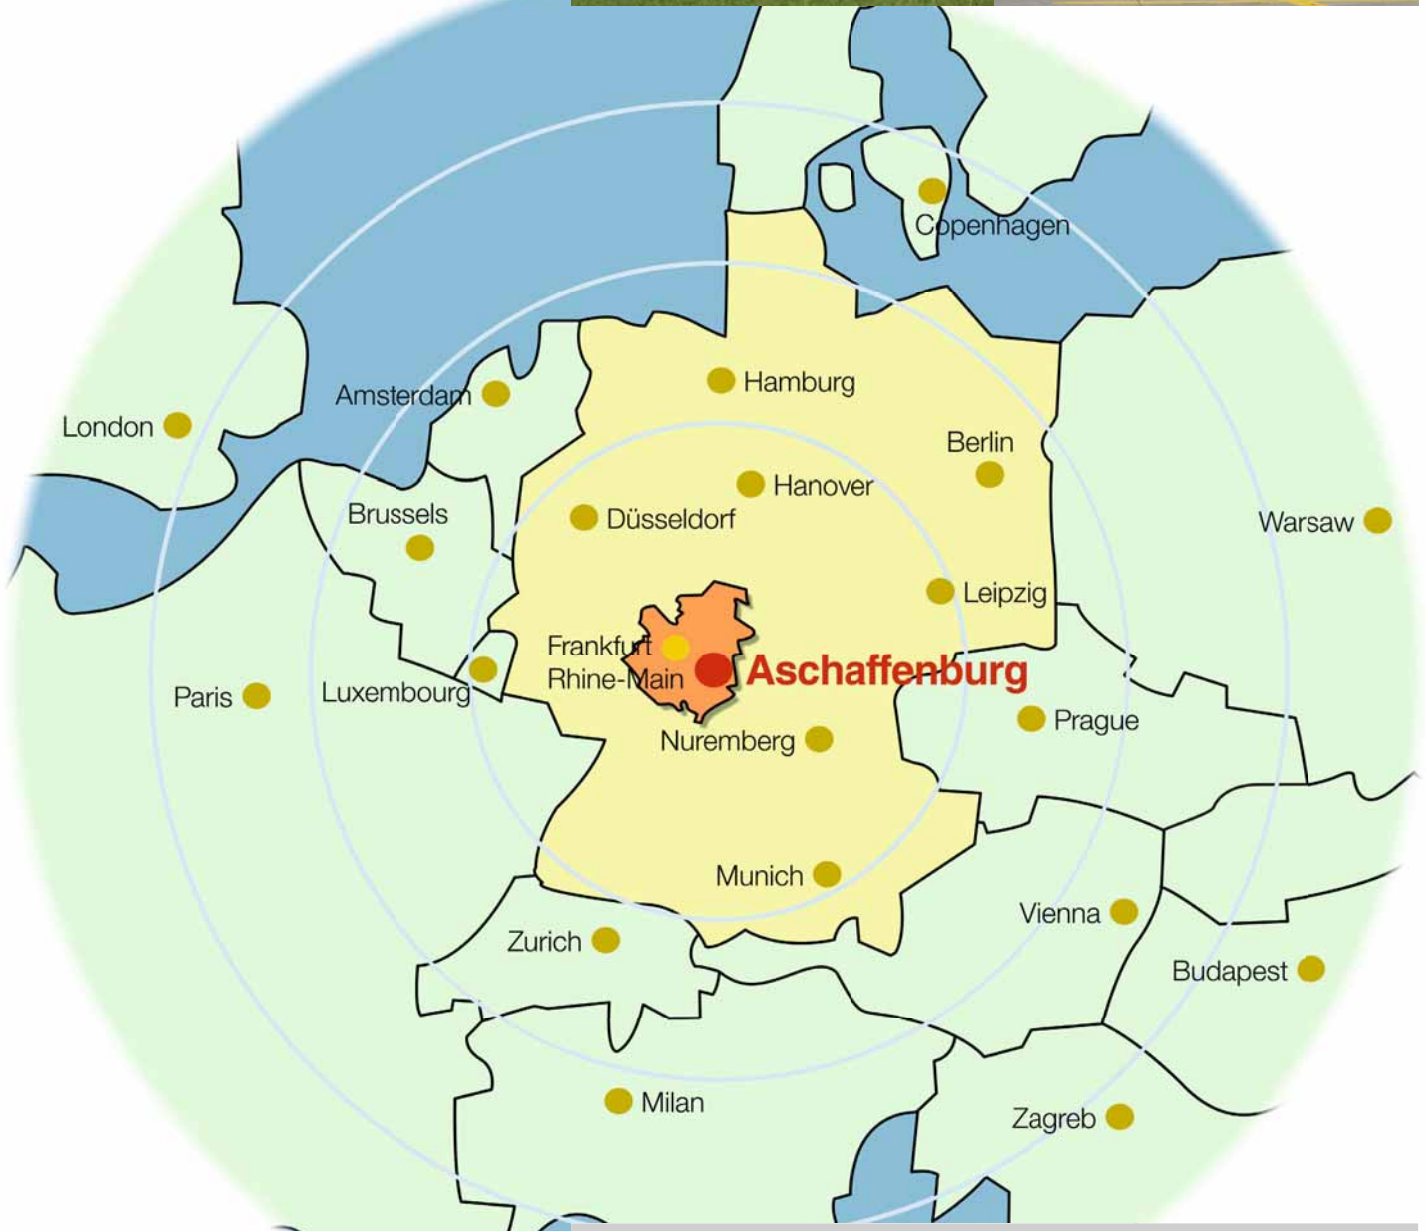 Copenhagen
Hamburg
Amsterdam
London
Berlin
Hanover
Brussels
Düsseldorf
Warsaw
Leipzig
Frankfurt
Rhine-Main
Aschaffenburg
Paris
Luxembourg
Prague
Nuremberg
Munich
Vienna
Zurich
Budapest
Milan
Zagreb